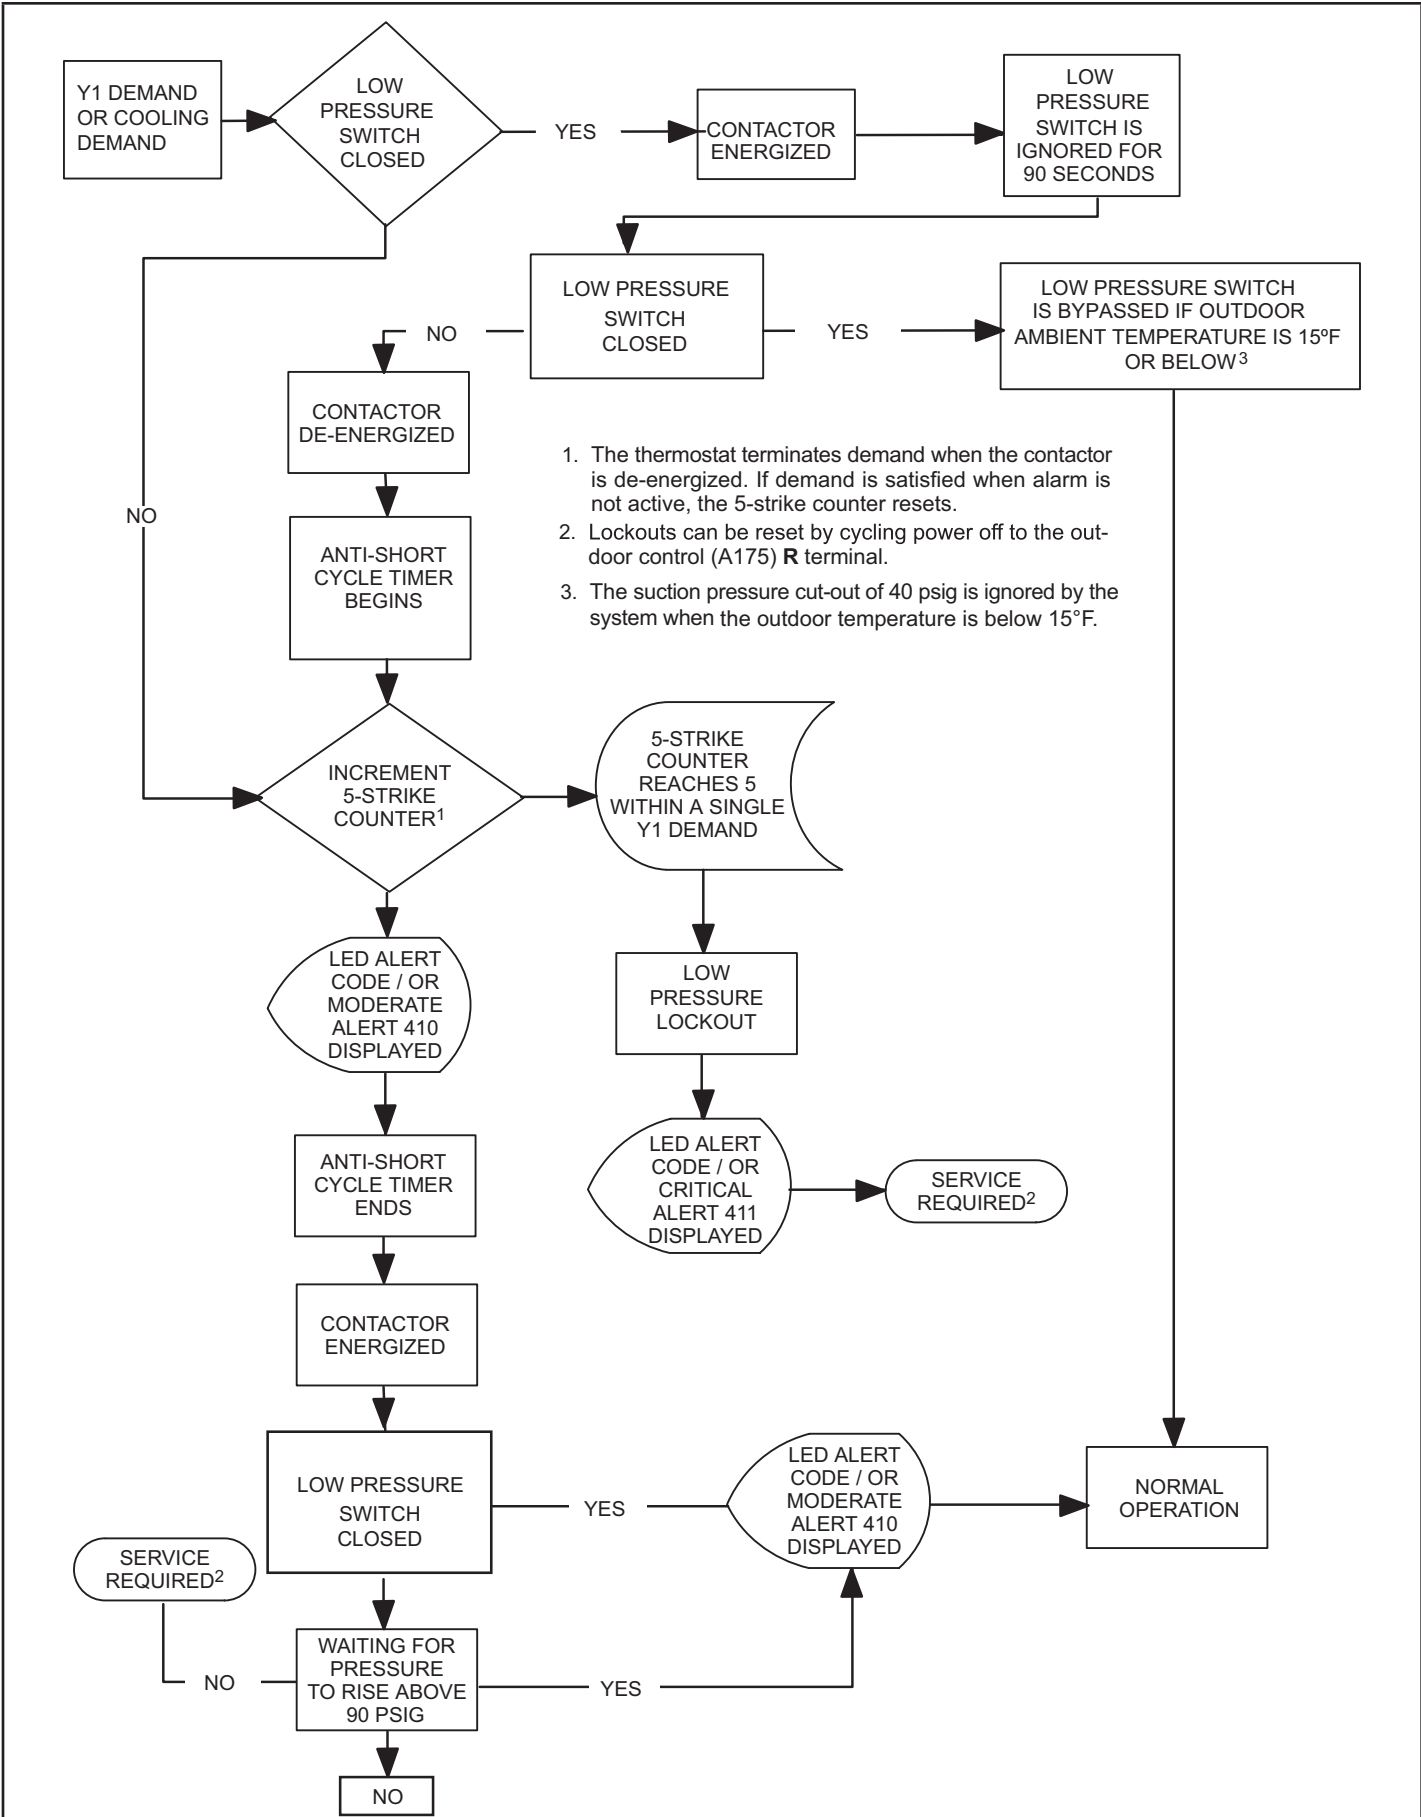 Y1 DEMAND
OR COOLING
DEMAND
LOW
PRESSURE
SWITCH
CLOSED
YES
CONTACTOR
ENERGIZED
LOW
PRESSURE
SWITCH IS
IGNORED FOR
90 SECONDS
LOW PRESSURE
SWITCH
CLOSED
NO
YES
LOW PRESSURE SWITCH
IS BYPASSED IF OUTDOOR
AMBIENT TEMPERATURE IS 15ºF
OR BELOW3
CONTACTOR
DE-ENERGIZED
NO
ANTI-SHORT
CYCLE TIMER
BEGINS
1. The thermostat terminates demand when the contactor
is de-energized. If demand is satisfied when alarm is
not active, the 5-strike counter resets.
2. Lockouts can be reset by cycling power off to the out-
door control (A175) R terminal.
3. The suction pressure cut-out of 40 psig is ignored by the
system when the outdoor temperature is below 15°F.
INCREMENT
5-STRIKE
COUNTER1
5-STRIKE
COUNTER
REACHES 5
WITHIN A SINGLE
Y1 DEMAND
LED ALERT
CODE / OR
MODERATE
ALERT 410
DISPLAYED
LOW
PRESSURE
LOCKOUT
ANTI-SHORT
CYCLE TIMER
ENDS
LED ALERT
CODE / OR
CRITICAL
ALERT 411
DISPLAYED
SERVICE
REQUIRED2
CONTACTOR
ENERGIZED
LOW PRESSURE
SWITCH
CLOSED
YES
LED ALERT
CODE / OR
MODERATE
ALERT 410
DISPLAYED
NORMAL
OPERATION
SERVICE
REQUIRED2
NO
WAITING FOR
PRESSURE
TO RISE ABOVE
90 PSIG
YES
NO